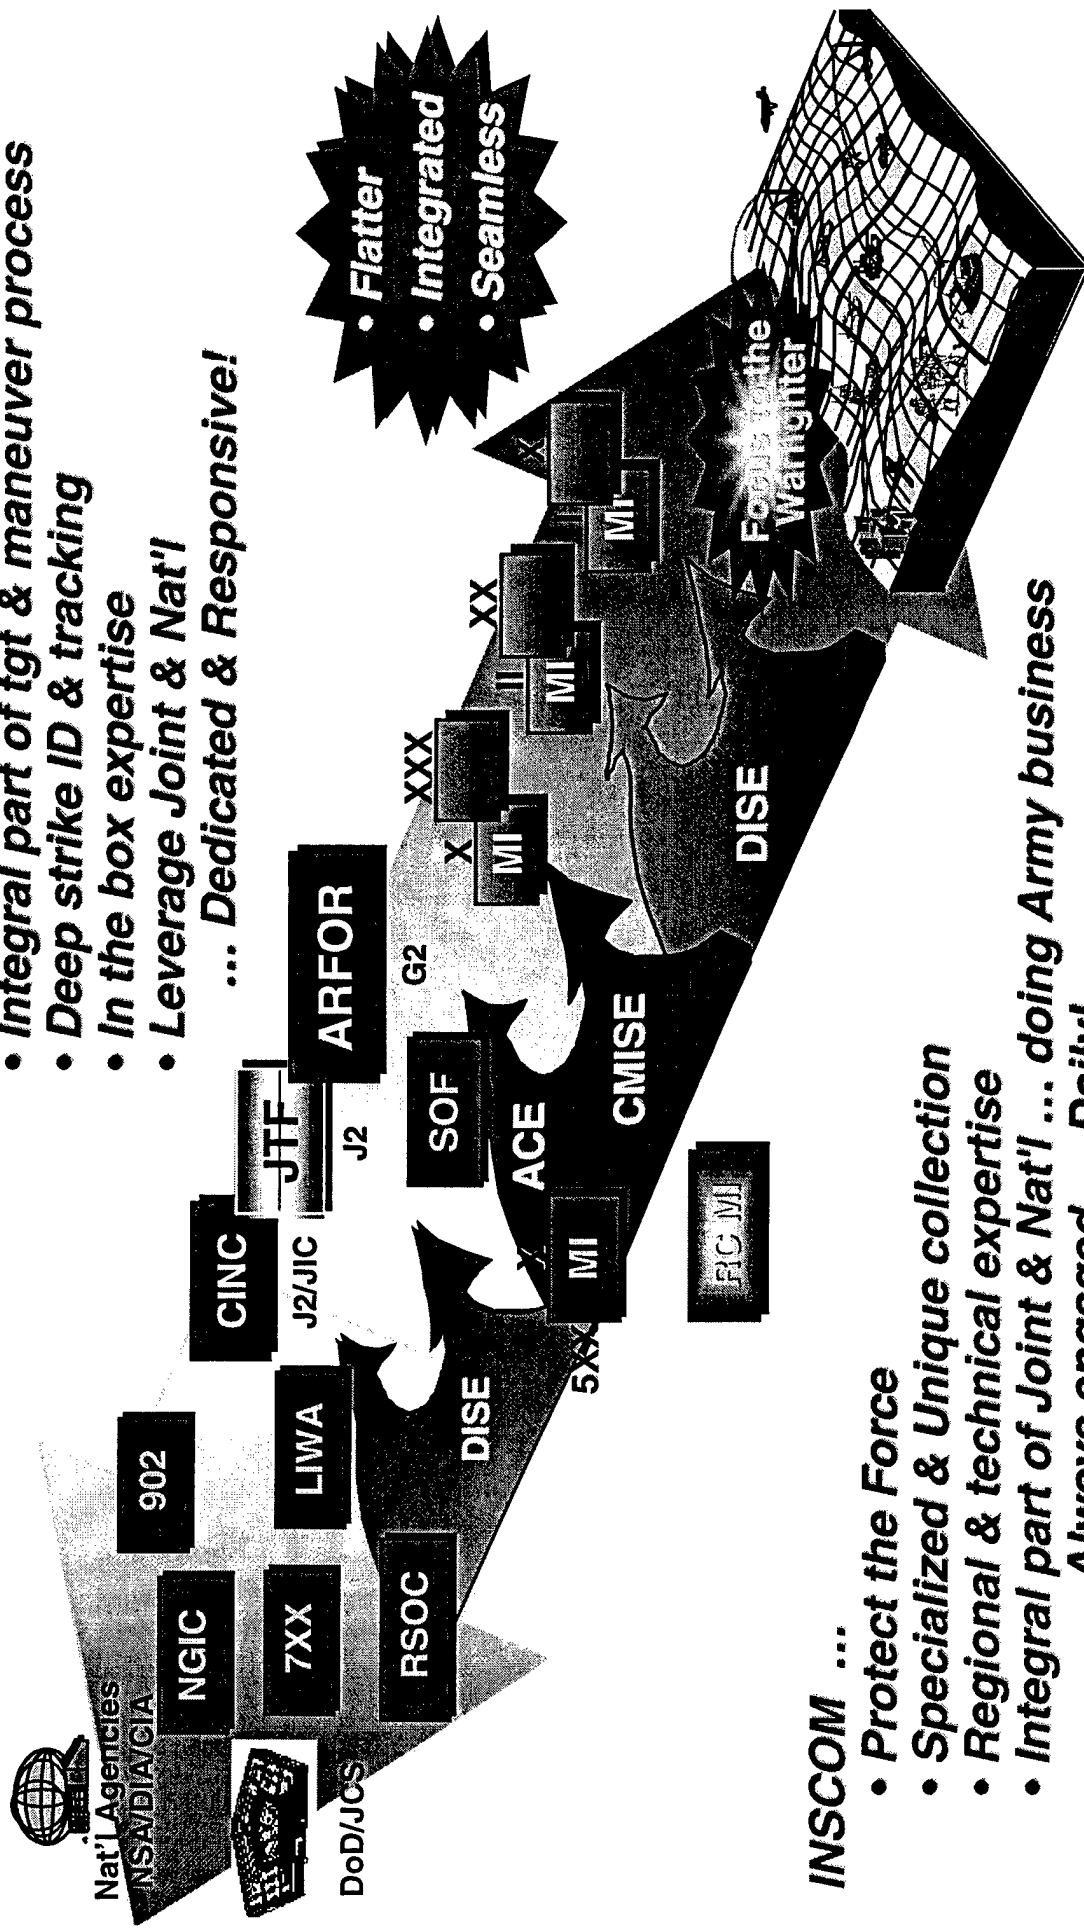 • Integral part of tgt & maneuver process
• Deep strike ID & tracking
• In the box expertise
• Leverage Joint & Nat'l
... Dedicated & Responsive!
• Flatter
• Integrated
• Seamless
Nat'l Agencies
NSA/DIA/CIA
DoD/JCS
NGIC
902
7XX
LIWA
RSOC
DISE
CINC
J2/JIC
JTF
J2
ARFOR
G2
SOF
ACE
CMISE
X
MI
5XX
RC MI
XXX
X
MI
XX
II
MI
X
MI
DISE
Focus to the
Warfighter
INSCOM ...
• Protect the Force
• Specialized & Unique collection
• Regional & technical expertise
• Integral part of Joint & Nat'l ... doing Army business
Always engaged ... Daily!